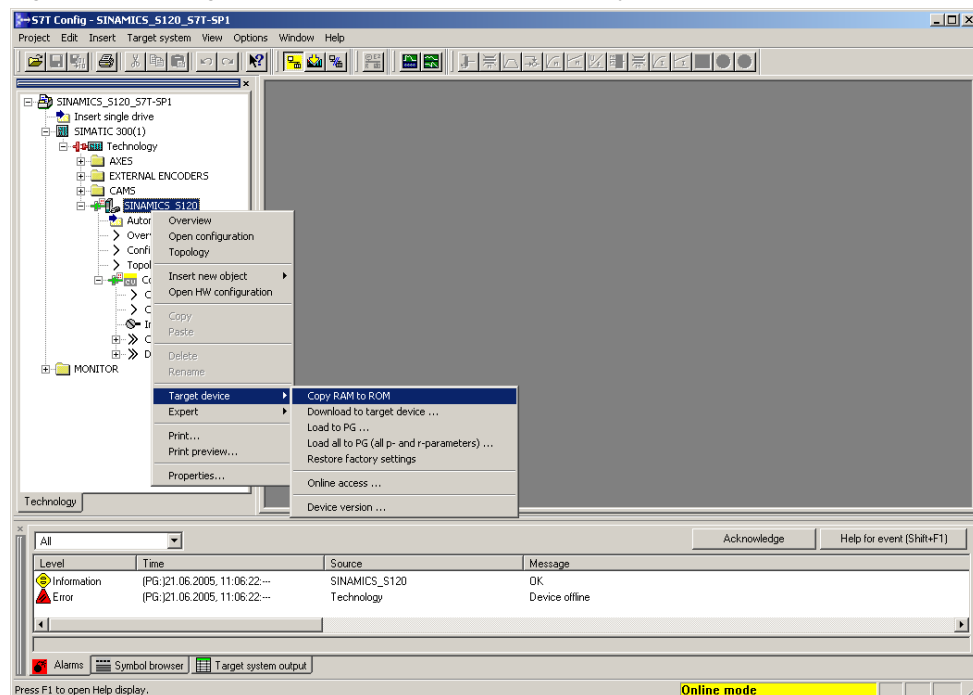 S7T Config - SINAMICS_S120_S7T-SP1
Project Edit Insert Target system View Options Window Help
SINAMICS_S120_S7T-SP1
Insert single drive
SIMATIC 300(1)
Technology
AXES
EXTERNAL ENCODERS
CAMS
SINAMICS_S120
Autor
Over
Confi
Topol
Co
C
C
In
C
D
MONITOR
Overview
Open configuration
Topology
Insert new object
Open HW configuration
Copy
Paste
Delete
Rename
Target device
Expert
Print...
Print preview...
Properties...
Copy RAM to ROM
Download to target device ...
Load to PG ...
Load all to PG (all p- and r-parameters) ...
Restore factory settings
Online access ...
Device version ...
Technology
All
Acknowledge
Help for event (Shift+F1)
Level Time Source Message
Information (PG:)21.06.2005, 11:06:22:--- SINAMICS_S120 OK
Error (PG:)21.06.2005, 11:06:22:--- Technology Device offline
Alarms Symbol browser Target system output
Press F1 to open Help display. Online mode